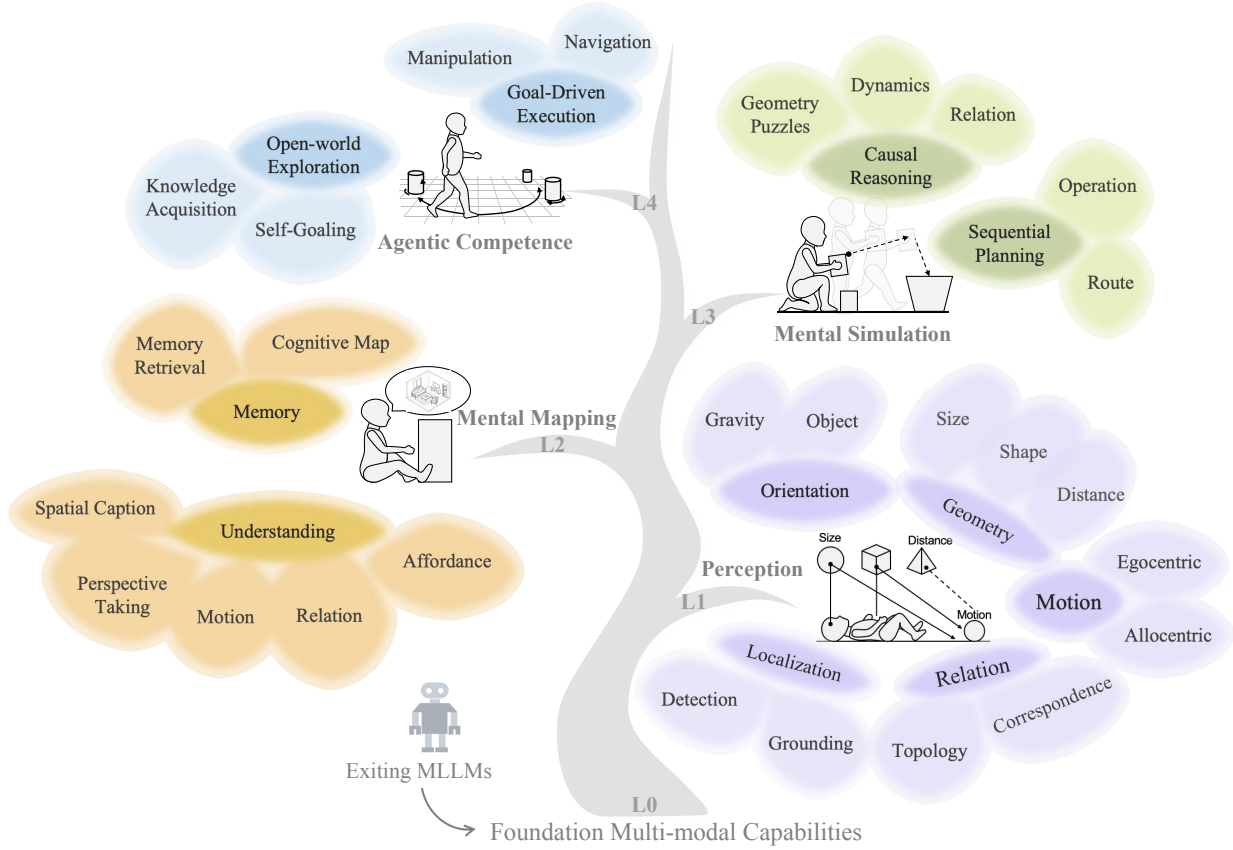 Navigation
Manipulation
Goal-Driven
Execution
Open-world
Exploration
Knowledge
Acquisition
Self-Goaling
Agentic Competence
L4
Dynamics
Geometry
Puzzles
Relation
Causal
Reasoning
Operation
Sequential
Planning
Route
L3
Mental Simulation
Memory
Retrieval
Cognitive Map
Memory
Mental Mapping
L2
Spatial Caption
Understanding
Affordance
Perspective
Taking
Motion
Relation
Gravity
Object
Size
Shape
Distance
Orientation
Geometry
Perception
L1
Size
Distance
Motion
Egocentric
Motion
Allocentric
Localization
Relation
Detection
Grounding
Topology
Correspondence
Exiting MLLMs
L0
Foundation Multi-modal Capabilities